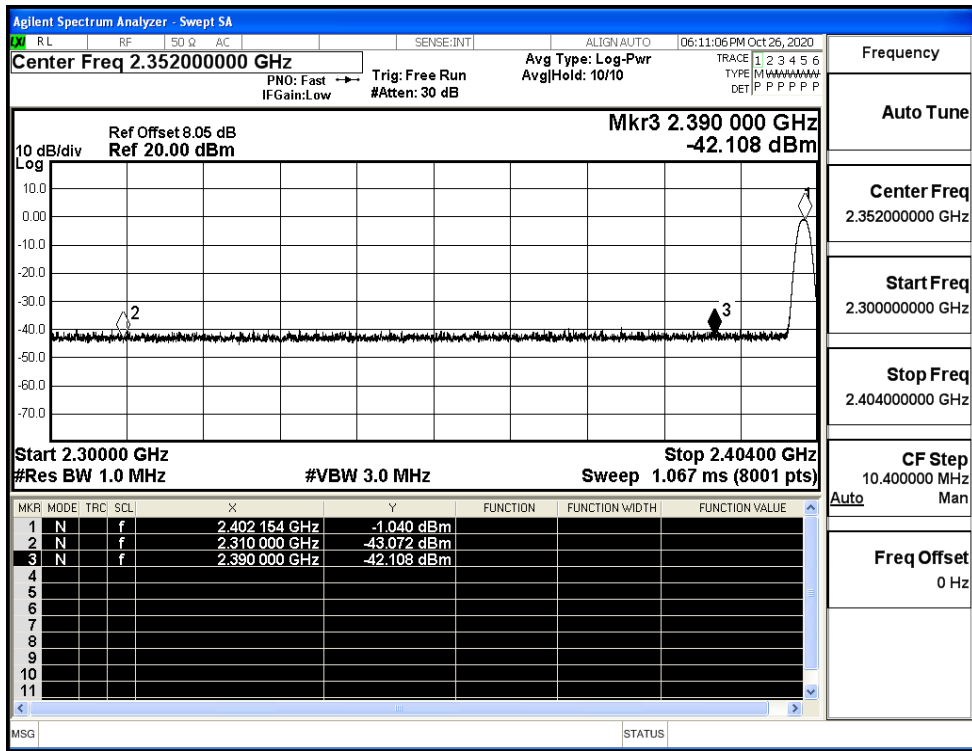 Agilent Spectrum Analyzer - Swept SA
LXI RL RF 50 Ω AC SENSE:INT ALIGN AUTO 06:11:06 PM Oct 26, 2020
Center Freq 2.352000000 GHz
PNO: Fast
IFGain:Low
Trig: Free Run
#Atten: 30 dB
Avg Type: Log-Pwr
Avg|Hold: 10/10
TRACE 1 2 3 4 5 6
TYPE M W W W W W
DET P P P P P P
Ref Offset 8.05 dB
Ref 20.00 dBm
10 dB/div
Log
Mkr3 2.390 000 GHz
-42.108 dBm
10.0
0.00
-10.0
-20.0
-30.0
-40.0
-50.0
-60.0
-70.0
1
2
3
Start 2.30000 GHz Stop 2.40400 GHz
#Res BW 1.0 MHz #VBW 3.0 MHz Sweep 1.067 ms (8001 pts)
MKR MODE TRC SCL X Y FUNCTION FUNCTION WIDTH FUNCTION VALUE
1 N f 2.402 154 GHz -1.040 dBm
2 N f 2.310 000 GHz -43.072 dBm
3 N f 2.390 000 GHz -42.108 dBm
4
5
6
7
8
9
10
11
MSG STATUS
Frequency
Auto Tune
Center Freq
2.352000000 GHz
Start Freq
2.300000000 GHz
Stop Freq
2.404000000 GHz
CF Step
10.400000 MHz
Auto Man
Freq Offset
0 Hz